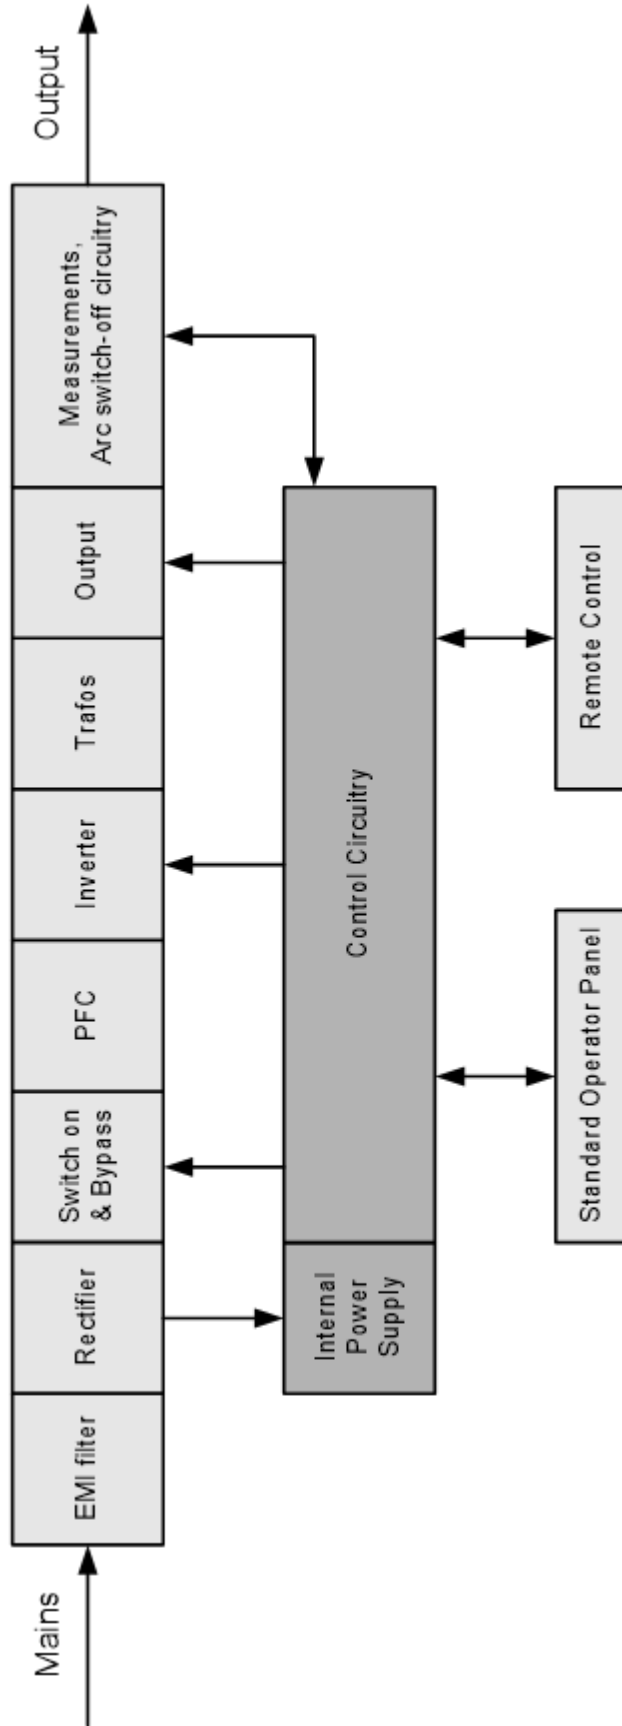 Mains
EMI filter
Rectifier
Switch on
& Bypass
PFC
Inverter
Trafos
Output
Measurements,
Arc switch-off circuitry
Output
Internal
Power
Supply
Control Circuitry
Standard Operator Panel
Remote Control